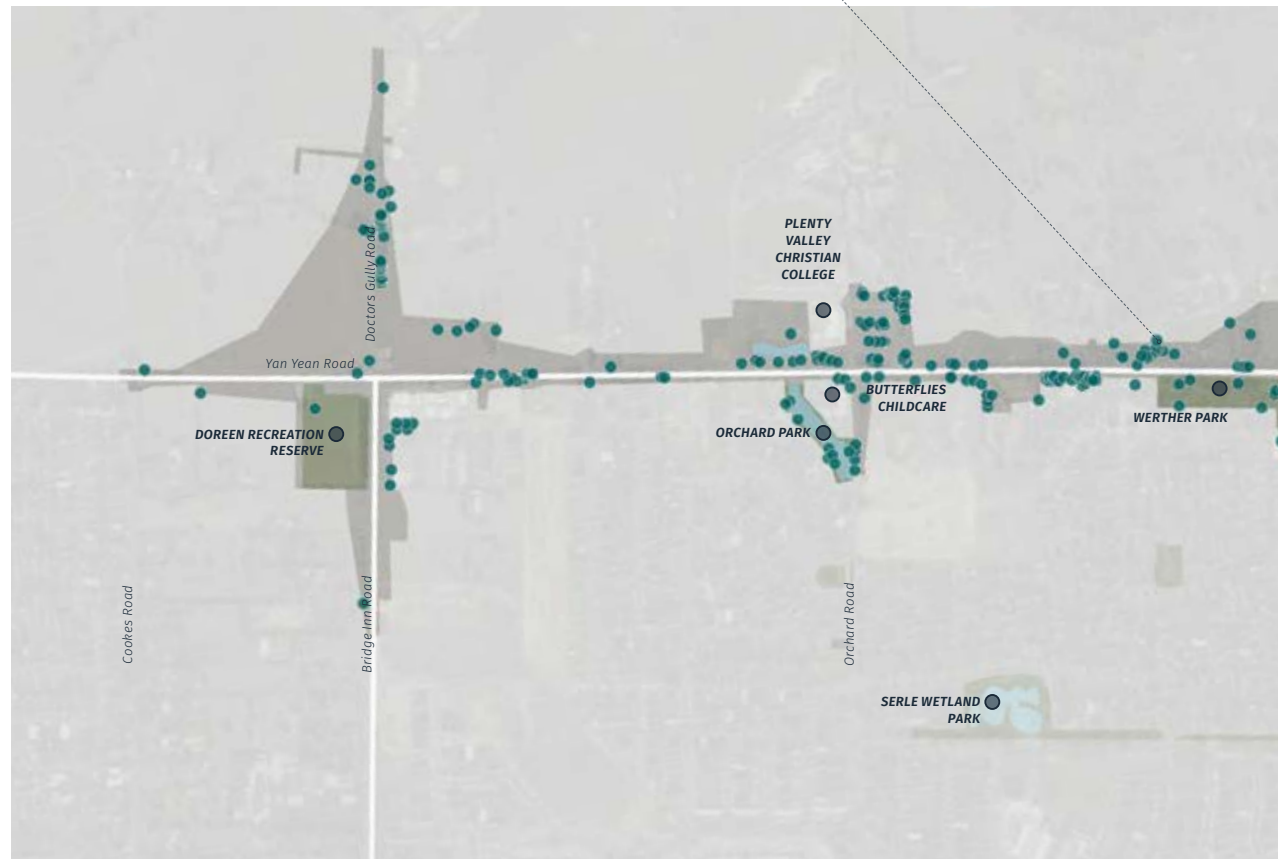 PLENTY
VALLEY
CHRISTIAN
COLLEGE
Doctors Gully Road
Yan Yean Road
BUTTERFLIES
CHILDCARE
WERTHER PARK
DOREEN RECREATION
RESERVE
ORCHARD PARK
Cookes Road
Bridge Inn Road
Orchard Road
SERLE WETLAND
PARK